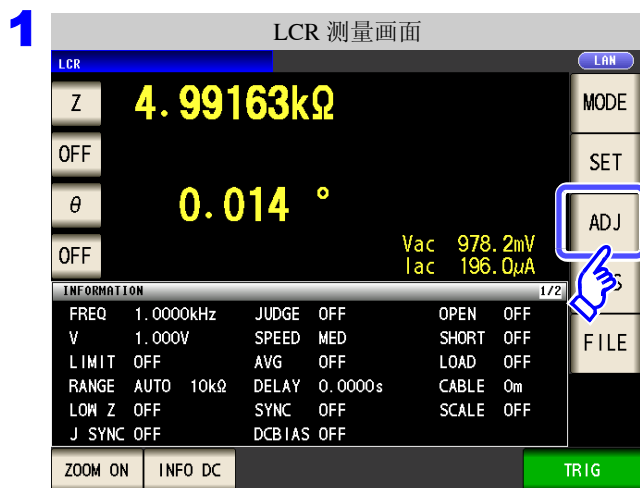 1
LCR 测量画面
LCR LAN
Z 4.99163kΩ MODE
OFF SET
θ 0.014 ° ADJ
OFF Vac 978.2mV
Iac 196.0μA
INFORMATION 1/2
FREQ 1.0000kHz JUDGE OFF OPEN OFF FILE
V 1.000V SPEED MED SHORT OFF
LIMIT OFF AVG OFF LOAD OFF
RANGE AUTO 10kΩ DELAY 0.0000s CABLE 0m
LOW Z OFF SYNC OFF SCALE OFF
J SYNC OFF DCBIAS OFF
ZOOM ON INFO DC TRIG